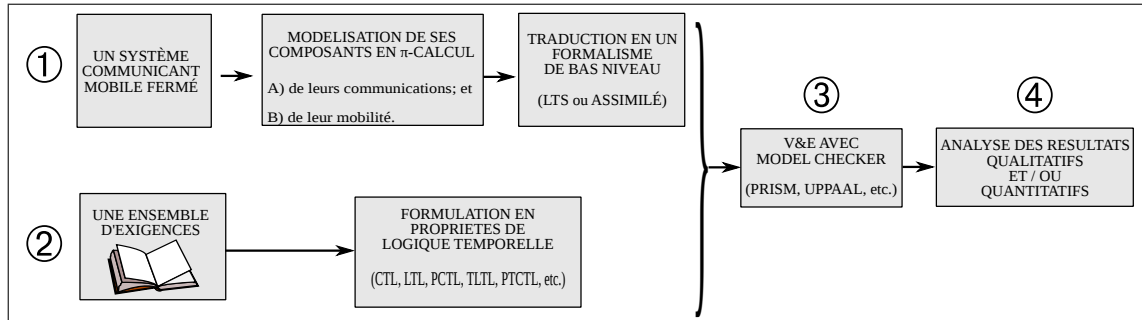 ①
UN SYSTÈME
COMMUNICANT
MOBILE FERMÉ
MODELISATION DE SES
COMPOSANTS EN π-CALCUL
A) de leurs communications; et
B) de leur mobilité.
TRADUCTION EN UN
FORMALISME
DE BAS NIVEAU
(LTS ou ASSIMILÉ)
②
UNE ENSEMBLE
D'EXIGENCES
FORMULATION EN
PROPRIETES DE
LOGIQUE TEMPORELLE
(CTL, LTL, PCTL, TLTL, PTCTL, etc.)
③
V&E AVEC
MODEL CHECKER
(PRISM, UPPAAL, etc.)
④
ANALYSE DES RESULTATS
QUALITATIFS
ET / OU
QUANTITATIFS